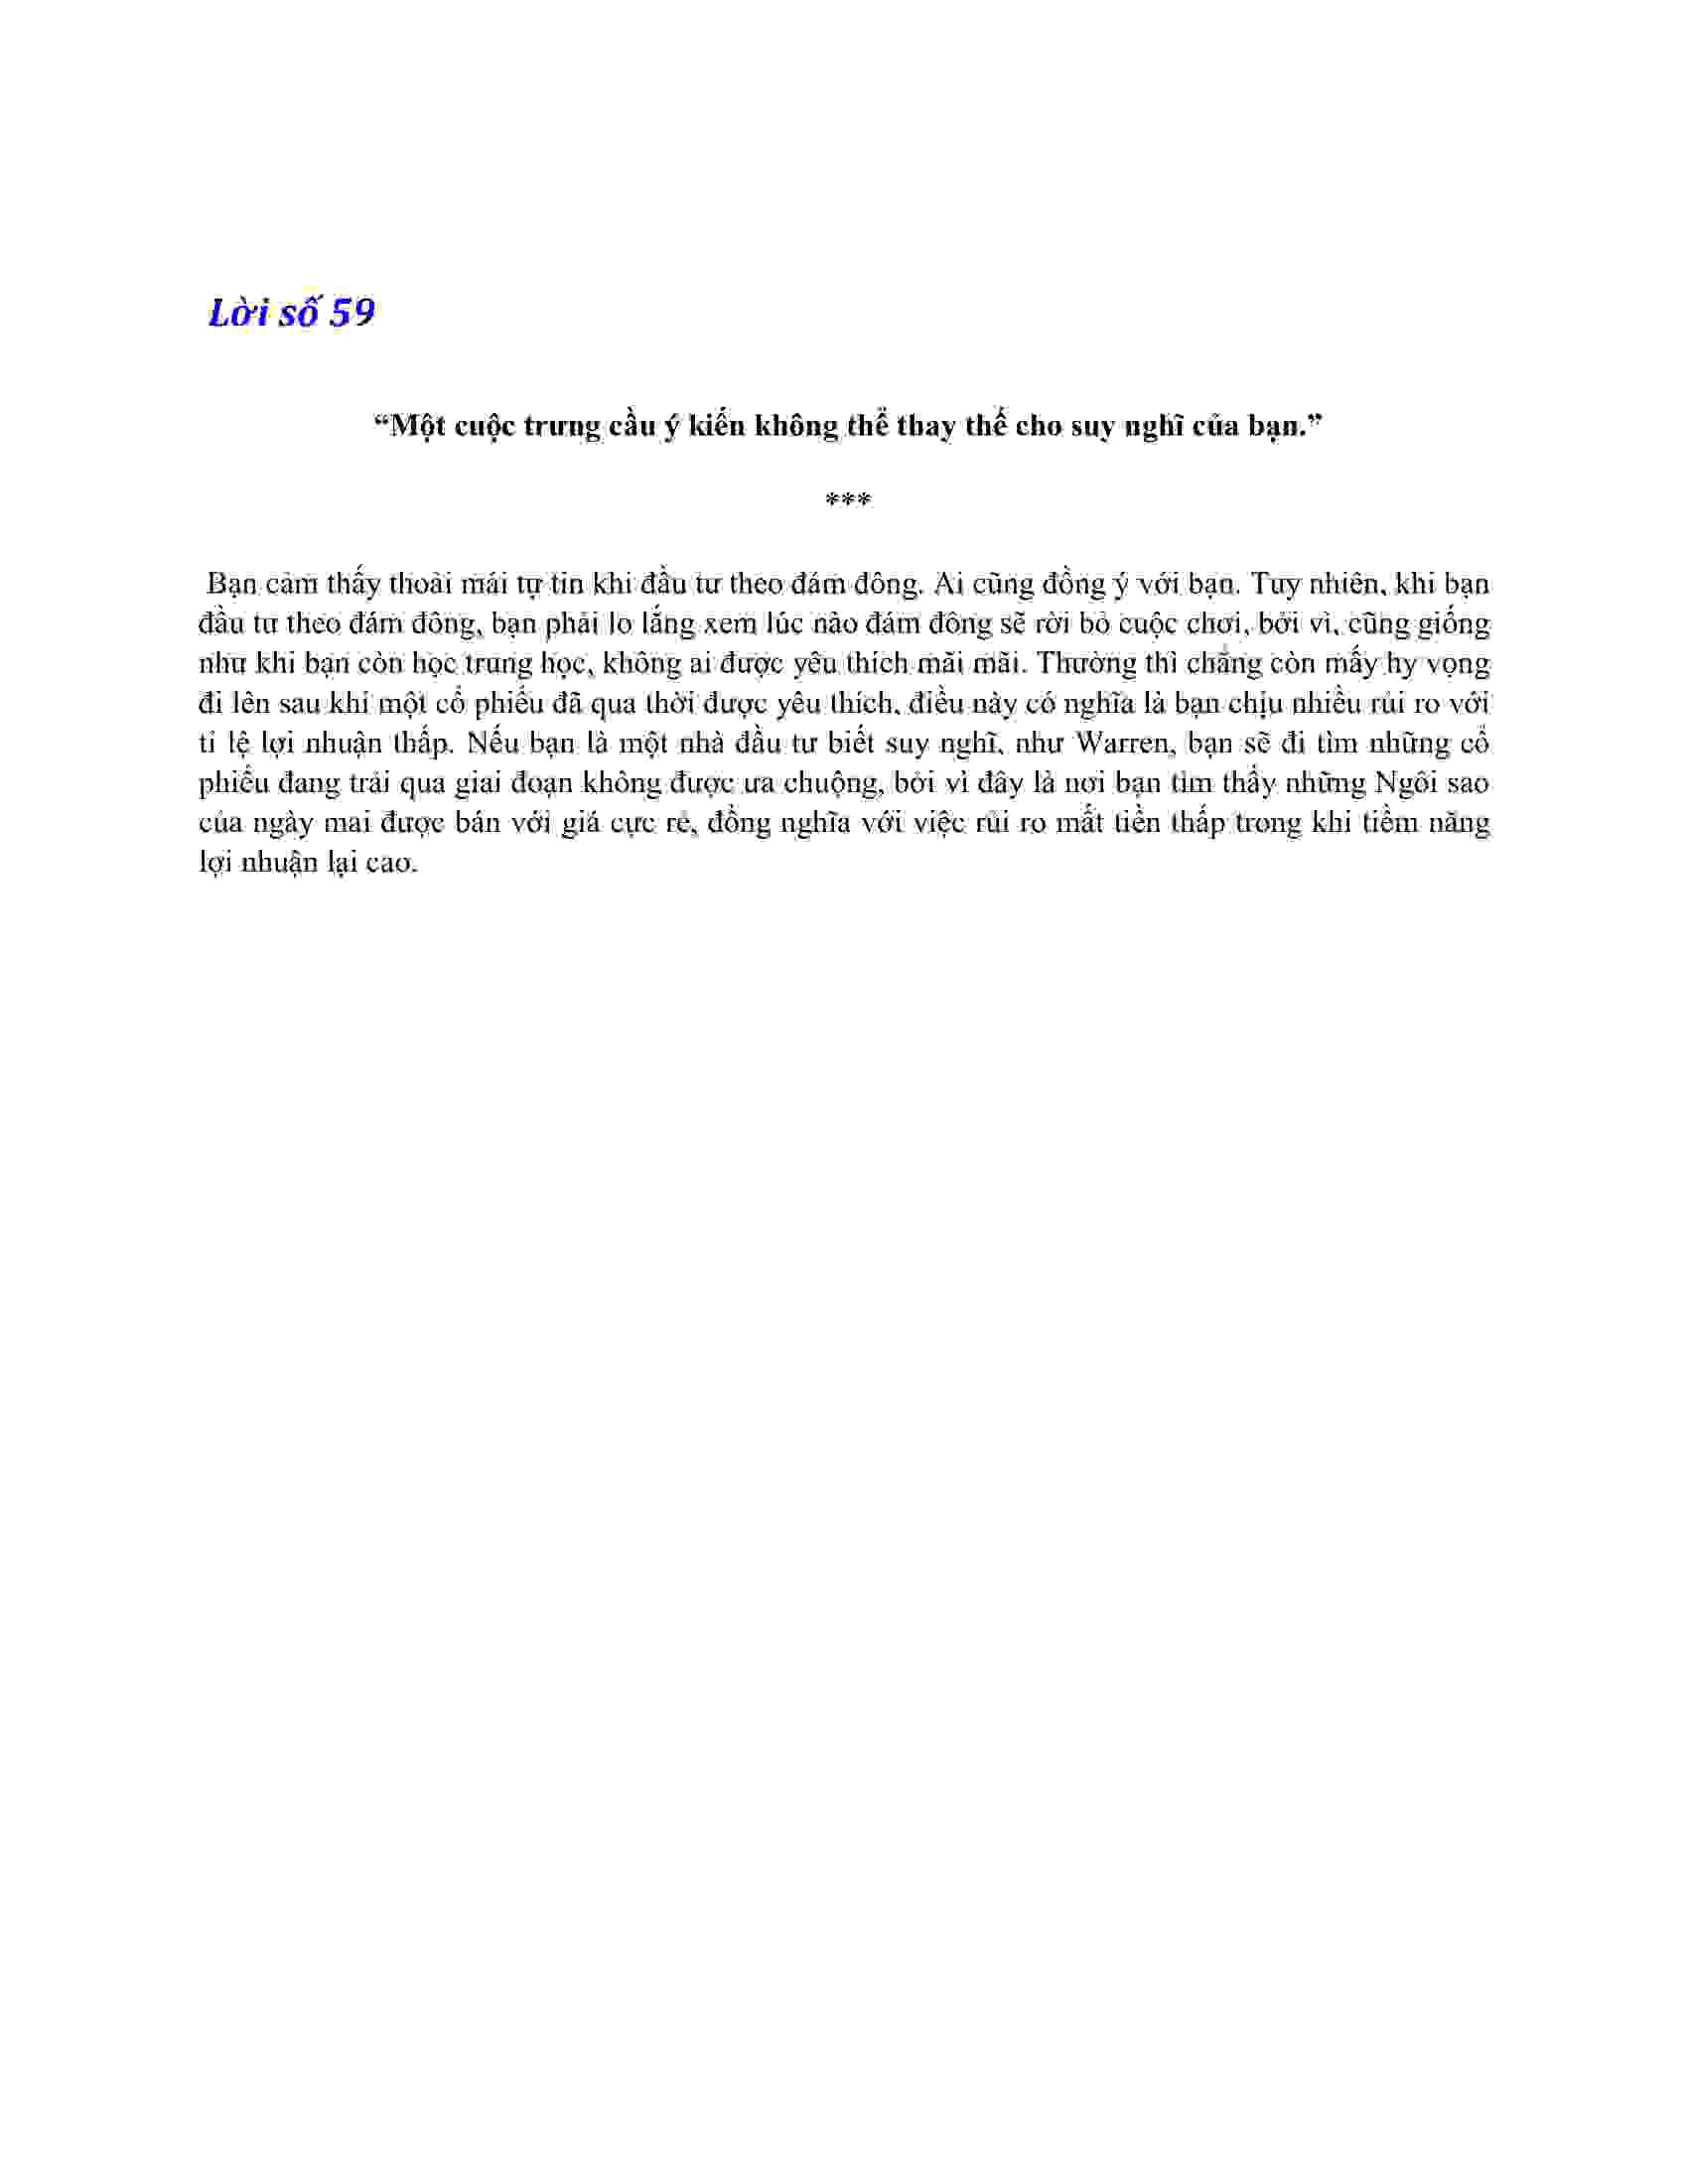 Lời số 59
“Một cuộc trưng cầu ý kiến không thể thay thế cho suy nghĩ của bạn.”
***
Bạn cảm thấy thoải mái tự tin khi đầu tư theo đám đông. Ai cũng đồng ý với bạn. Tuy nhiên, khi bạn
đầu tư theo đám đông, bạn phải lo lắng xem lúc nào đám đông sẽ rời bỏ cuộc chơi, bởi vì, cũng giống
như khi bạn còn học trung học, không ai được yêu thích mãi mãi. Thường thì chẳng còn mấy hy vọng
đi lên sau khi một cổ phiếu đã qua thời được yêu thích, điều này có nghĩa là bạn chịu nhiều rủi ro với
tỉ lệ lợi nhuận thấp. Nếu bạn là một nhà đầu tư biết suy nghĩ, như Warren, bạn sẽ đi tìm những cổ
phiếu đang trải qua giai đoạn không được ưa chuộng, bởi vì đây là nơi bạn tìm thấy những Ngôi sao
của ngày mai được bán với giá cực rẻ, đồng nghĩa với việc rủi ro mất tiền thấp trong khi tiềm năng
lợi nhuận lại cao.